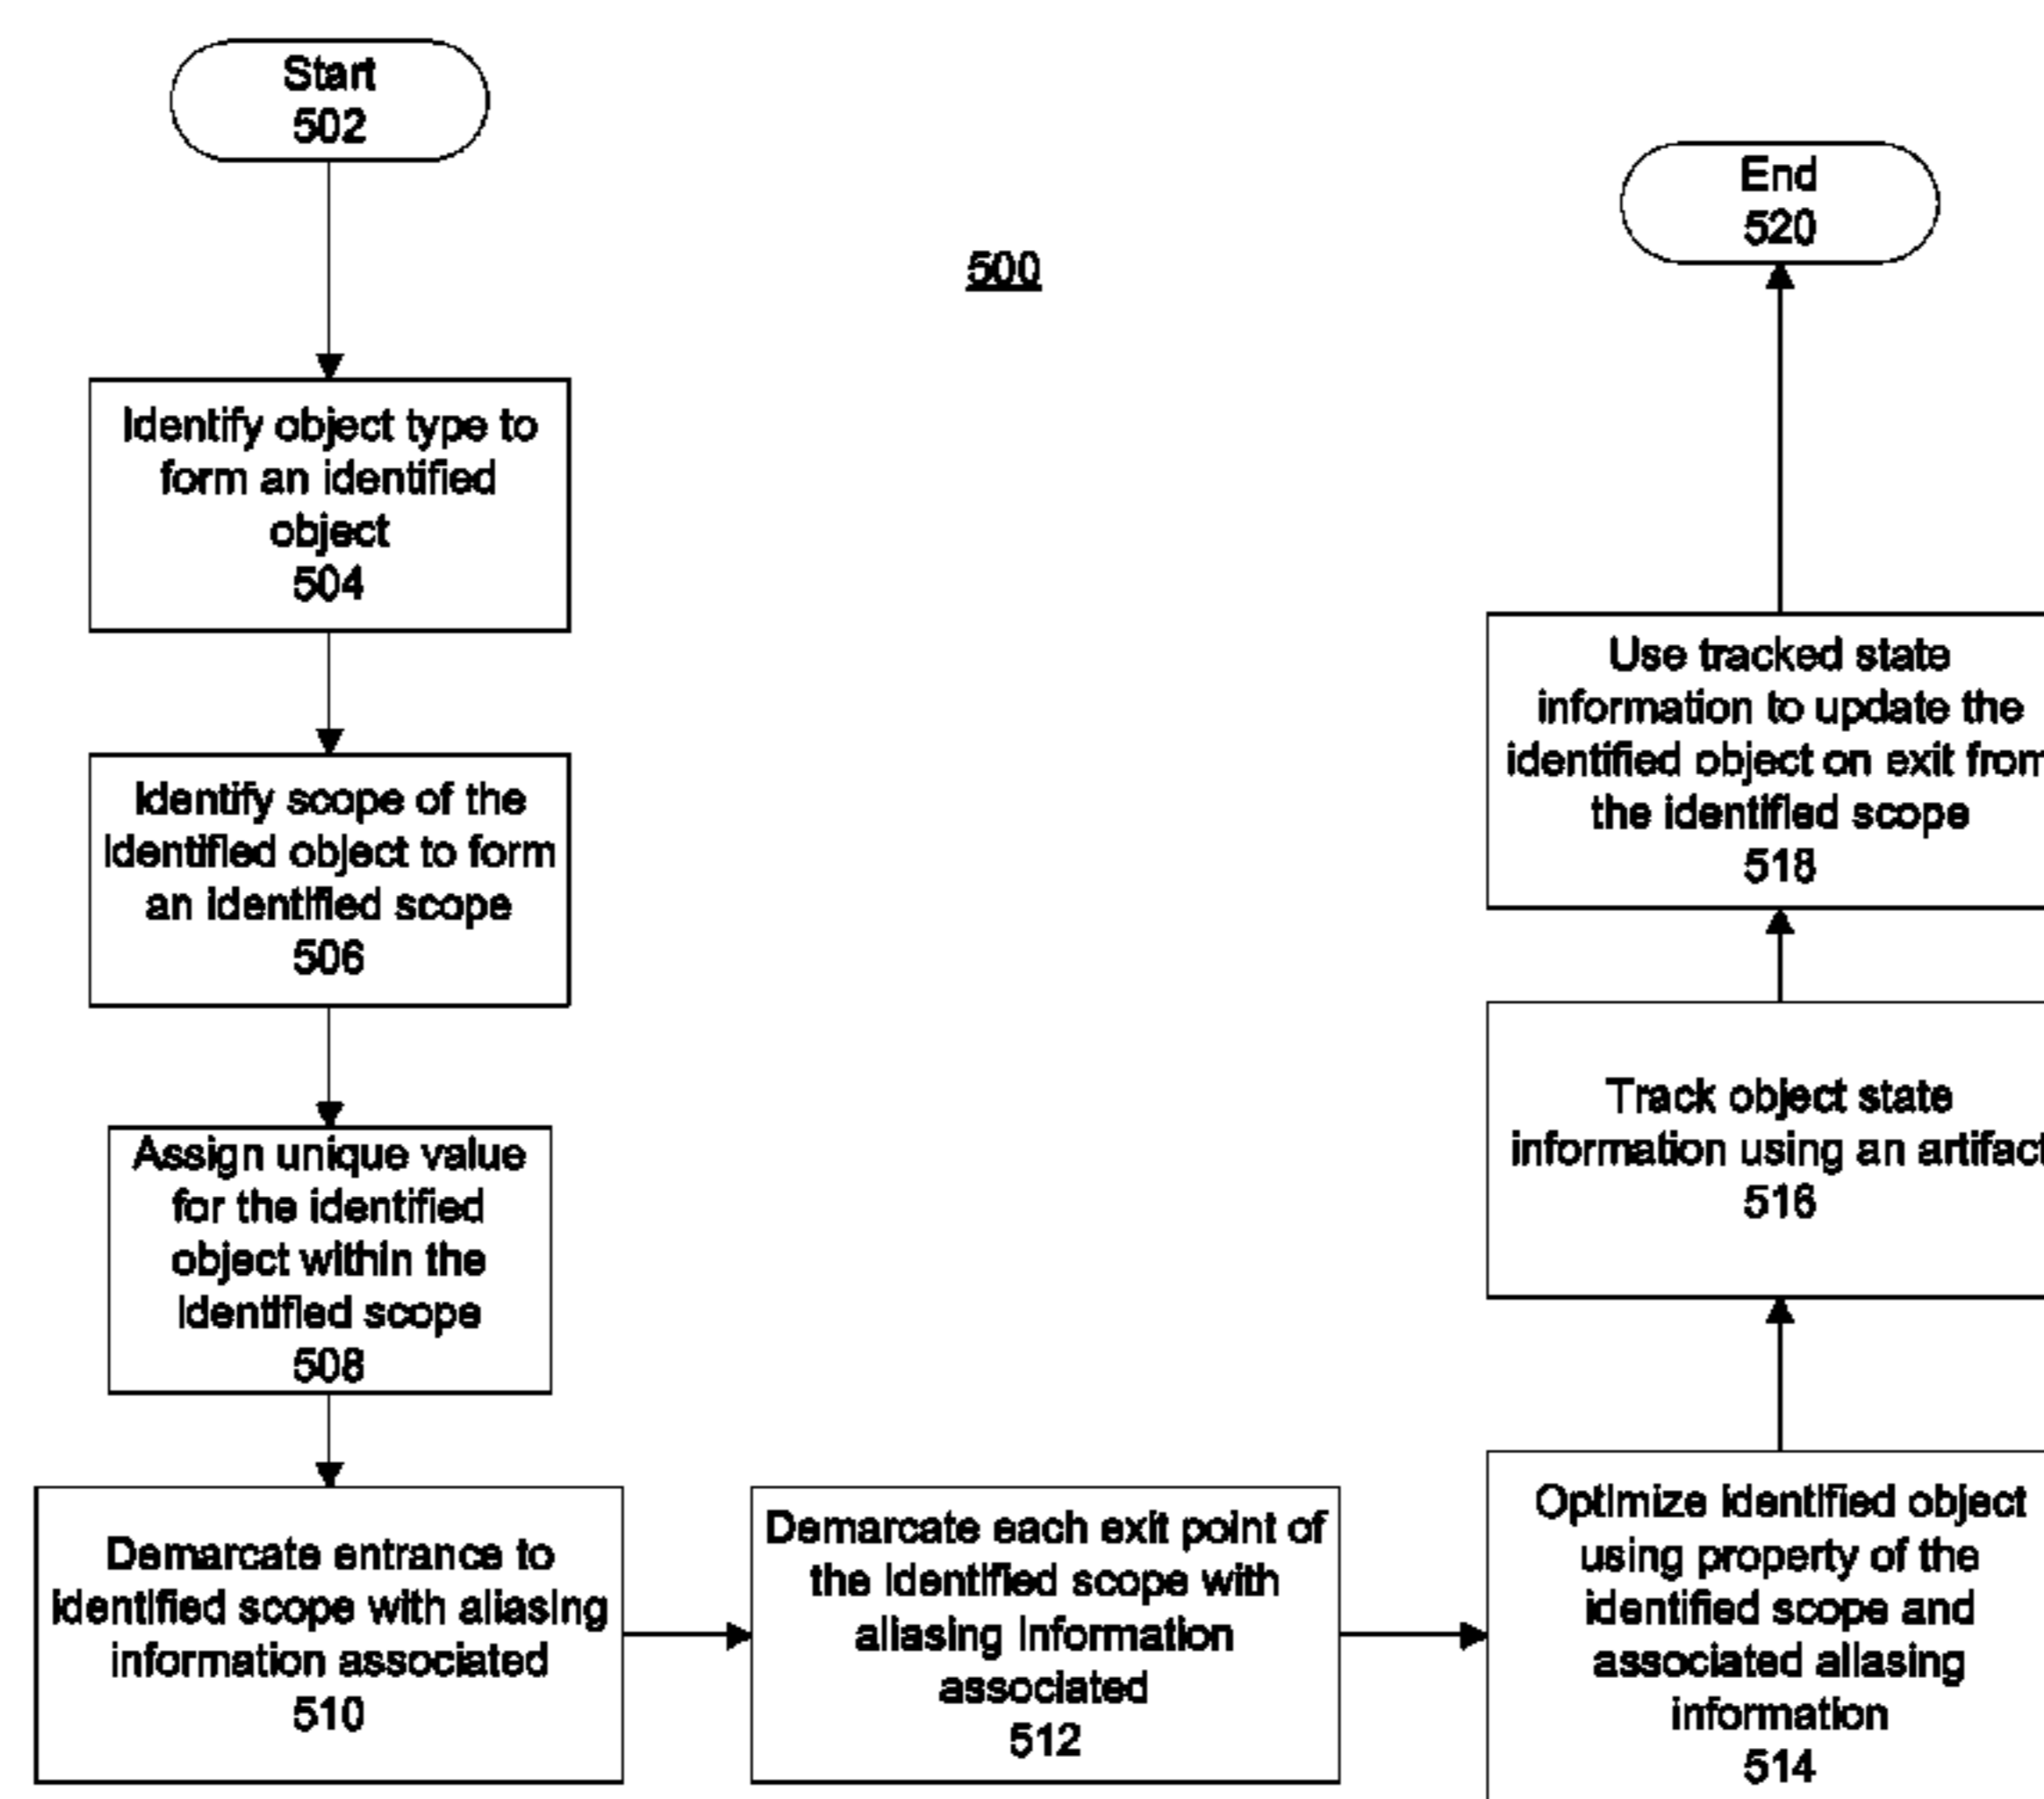 Start
502
500
Identify object type to
form an identified
object
504
Identify scope of the
identified object to form
an identified scope
506
Assign unique value
for the identified
object within the
identified scope
508
Demarcate entrance to
identified scope with aliasing
information associated
510
Demarcate each exit point of
the identified scope with
aliasing information
associated
512
Optimize identified object
using property of the
identified scope and
associated aliasing
information
514
Track object state
information using an artifact
516
Use tracked state
information to update the
identified object on exit from
the identified scope
518
End
520